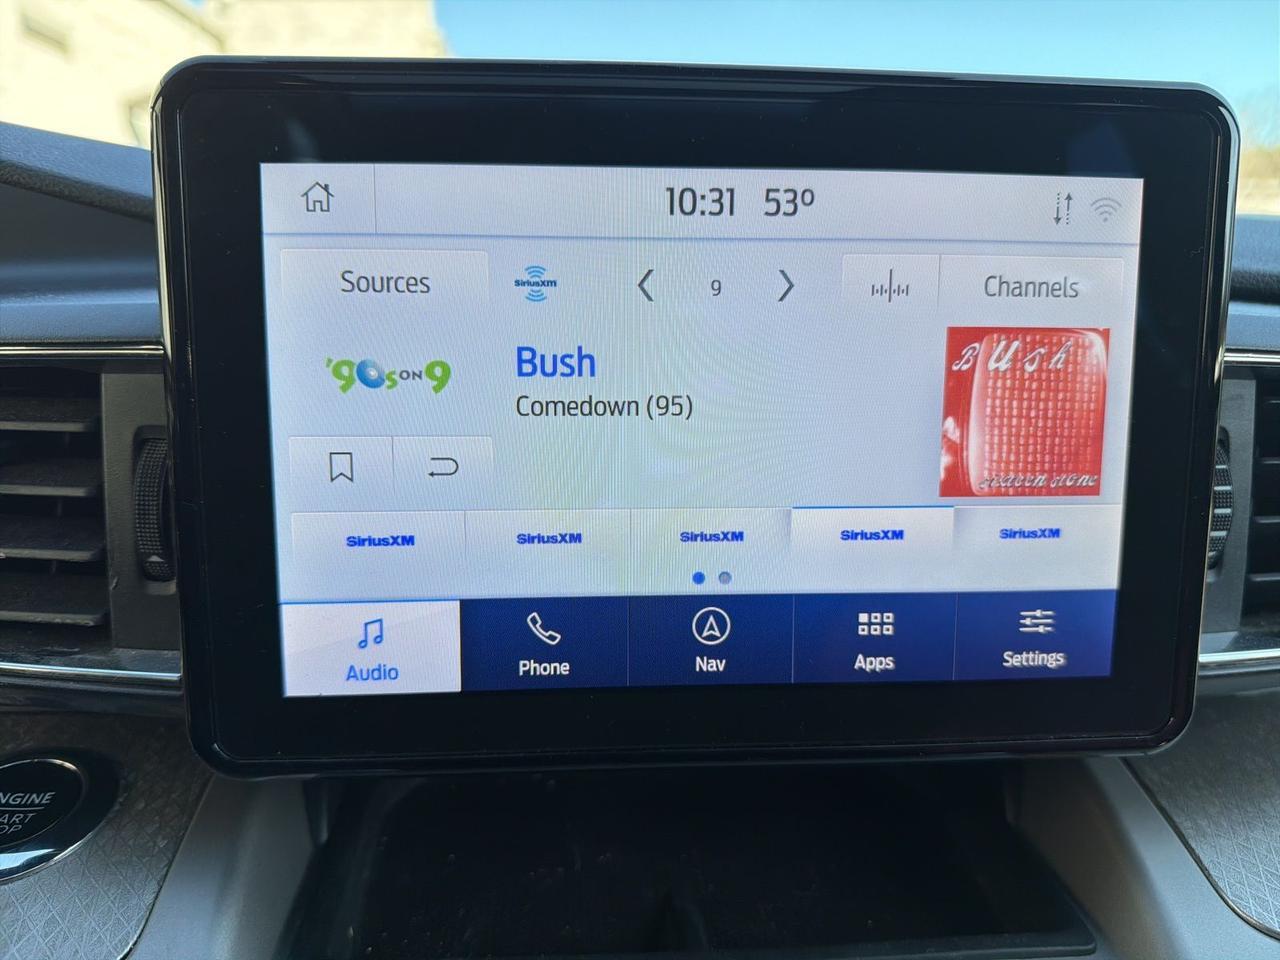 10:31 53°
Sources
SiriusXM
9
Channels
'90s ON 9
Bush
Comedown (95)
BUSh
sixteen stone
SiriusXM
SiriusXM
SiriusXM
SiriusXM
SiriusXM
Audio
Phone
Nav
Apps
Settings